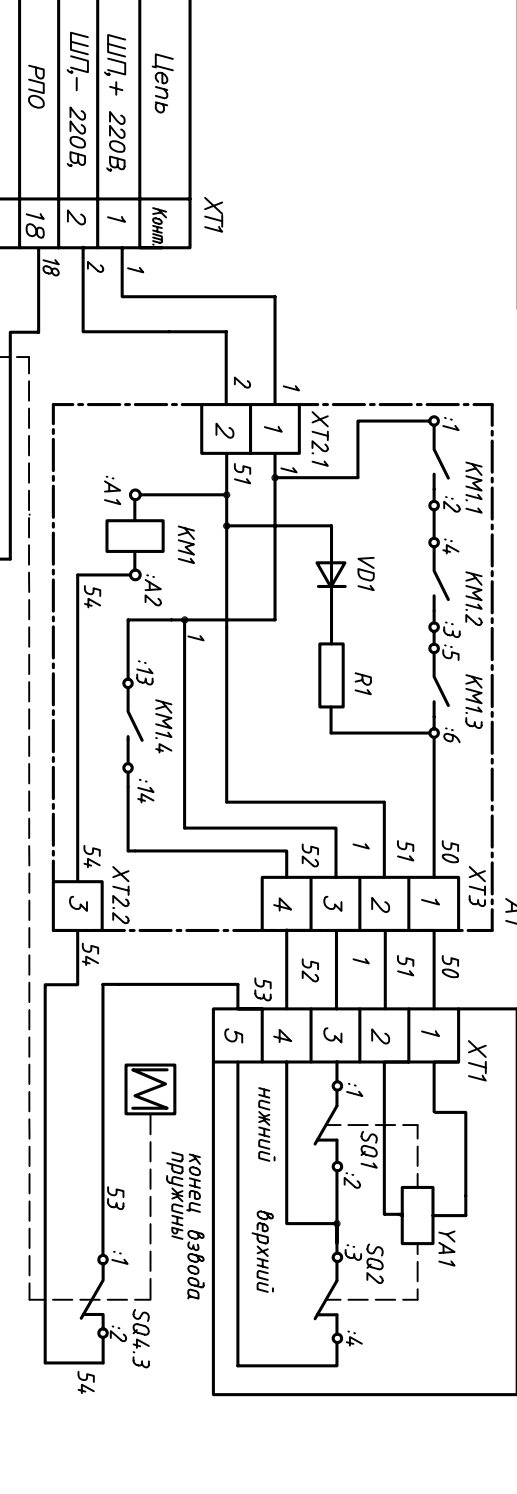 Цепь
Конт.
ШП,+ 220В,
1
ШП,− 220В,
2
РПО
18
XT1
1
2
18
1
2
XT2.1
1
2
1
51
:1
KM1.1
:2
:4
KM1.2
:3
:5
KM1.3
:6
VD1
R1
:A1
KM1
:A2
54
1
:13
KM1.4
:14
50
51
1
52
54
XT3
A1
1
2
3
4
XT2.2
3
50
51
1
52
53
54
XT1
1
2
3
4
5
:1
SQ1
:2
нижний
YA1
верхний
:3
SQ2
:4
конец взвода
пружины
53
:1
SQ4.3
:2
54